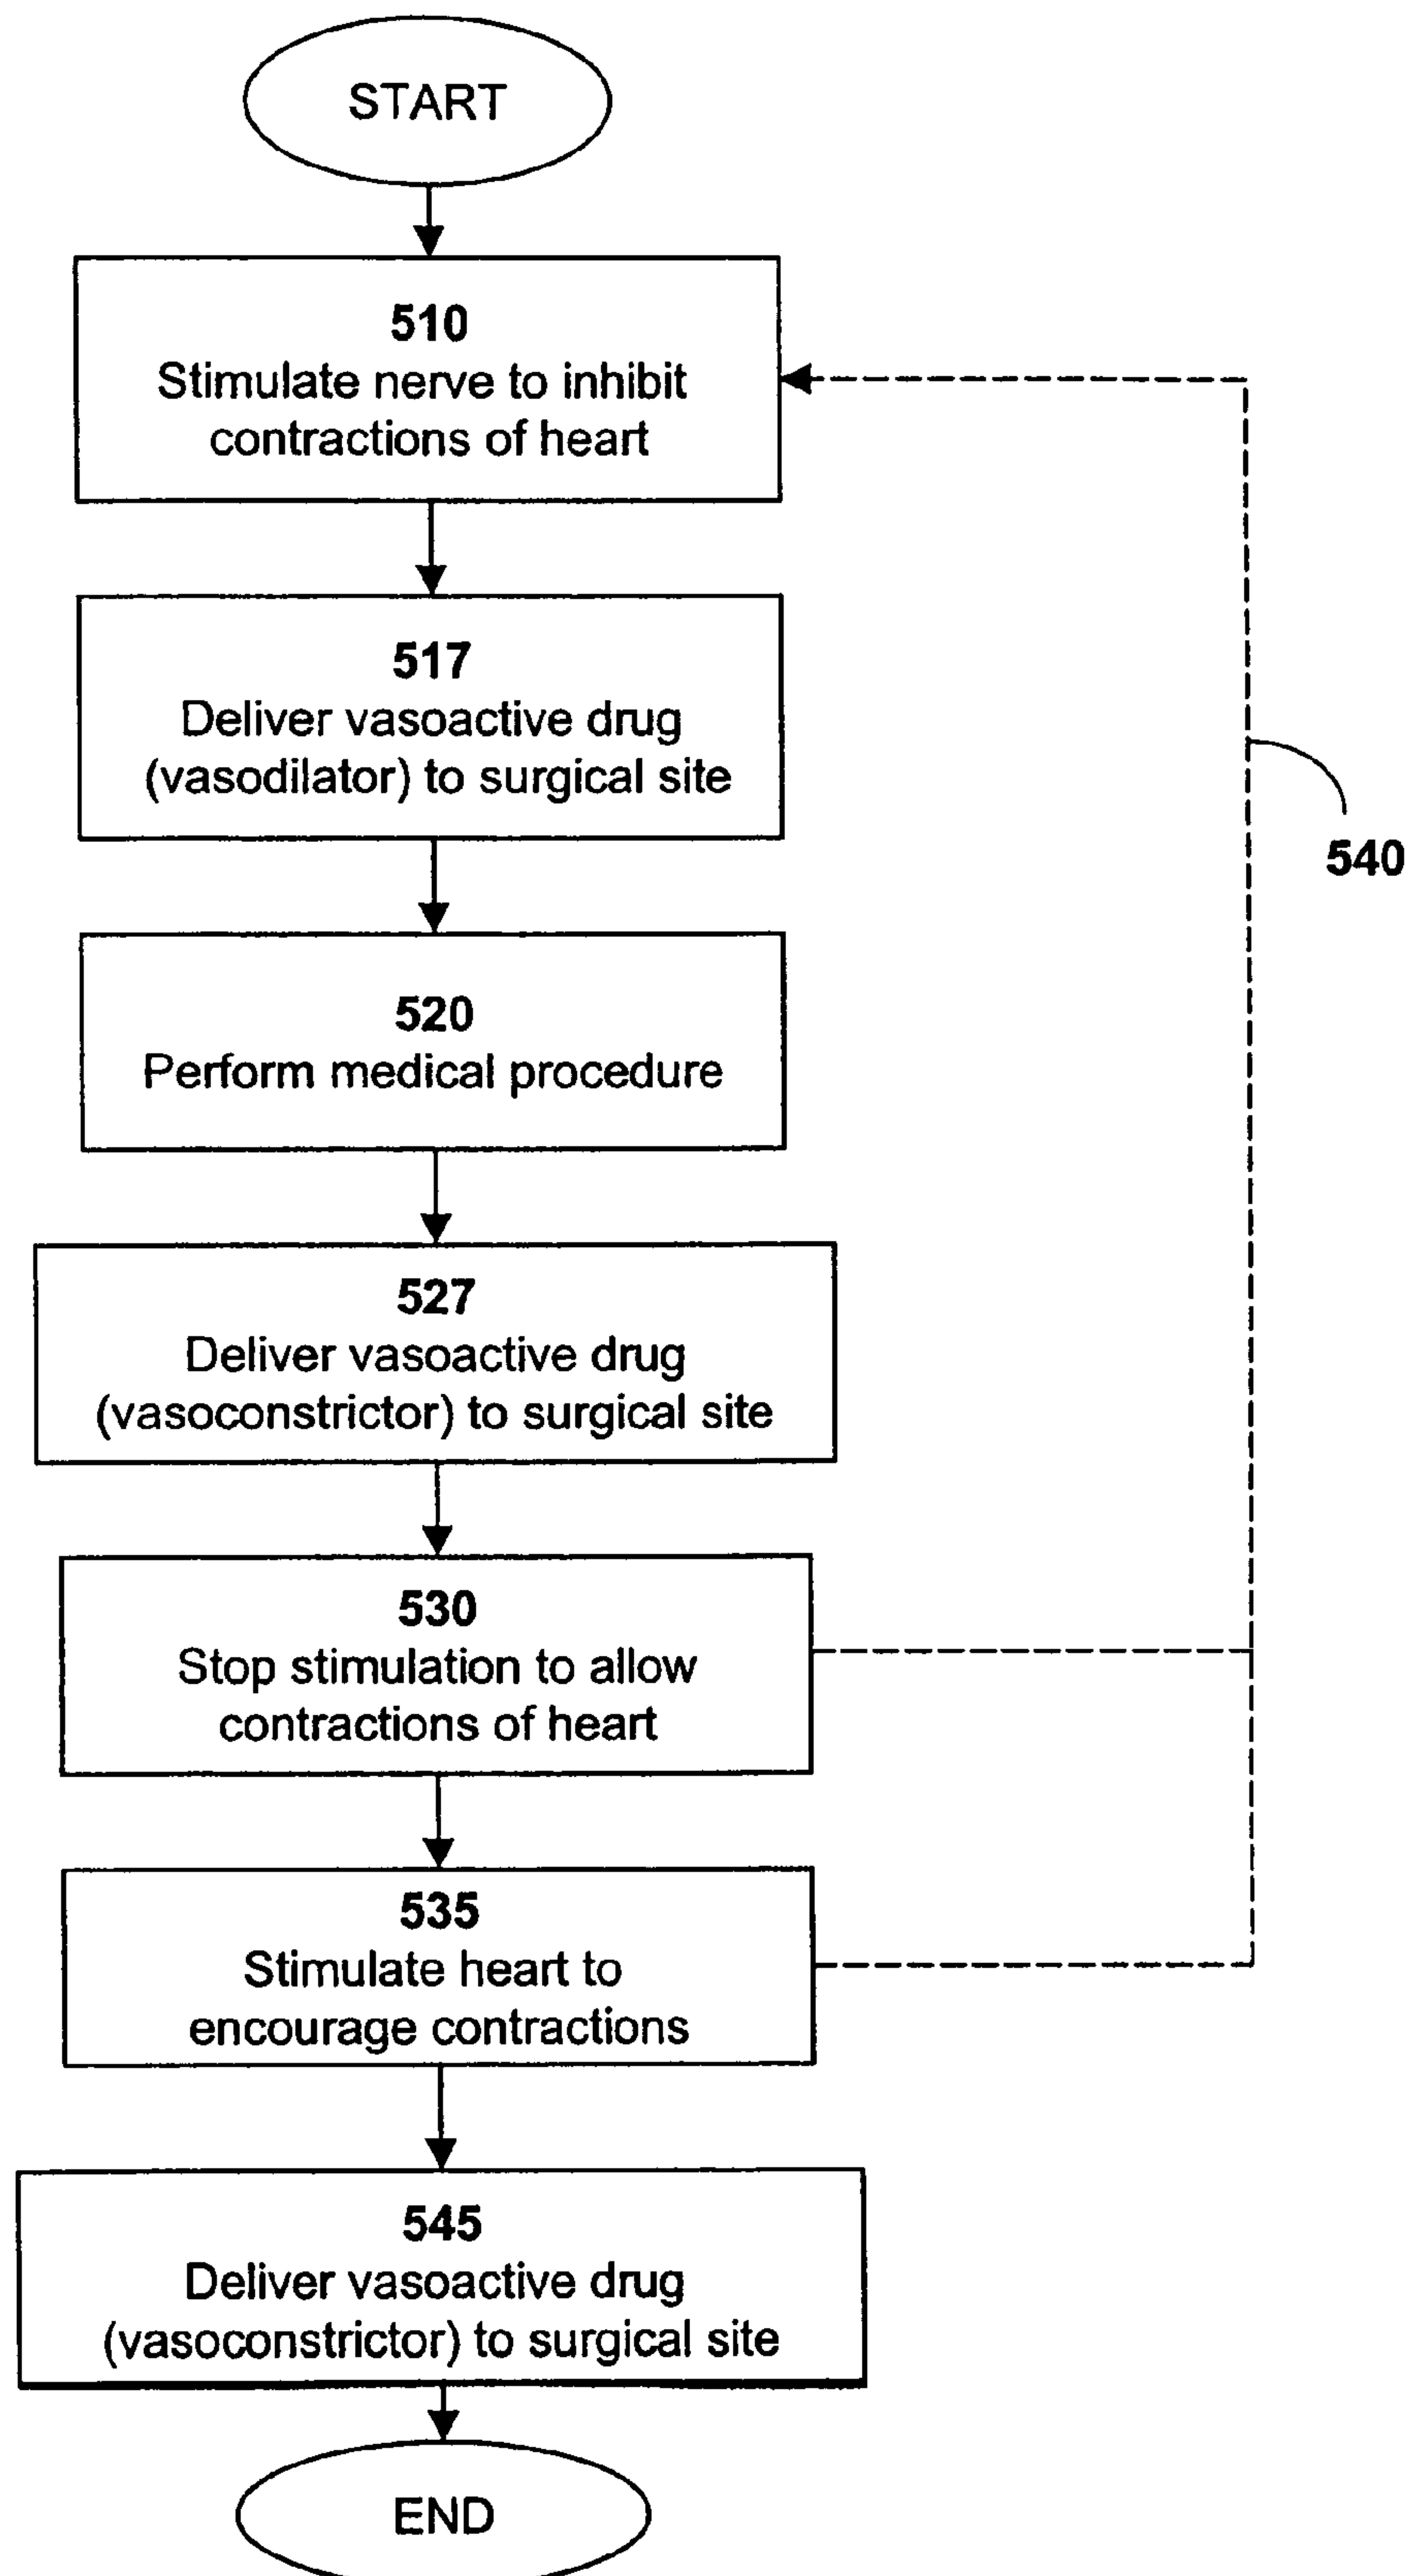 START
510
Stimulate nerve to inhibit
contractions of heart
517
Deliver vasoactive drug
(vasodilator) to surgical site
540
520
Perform medical procedure
527
Deliver vasoactive drug
(vasoconstrictor) to surgical site
530
Stop stimulation to allow
contractions of heart
535
Stimulate heart to
encourage contractions
545
Deliver vasoactive drug
(vasoconstrictor) to surgical site
END